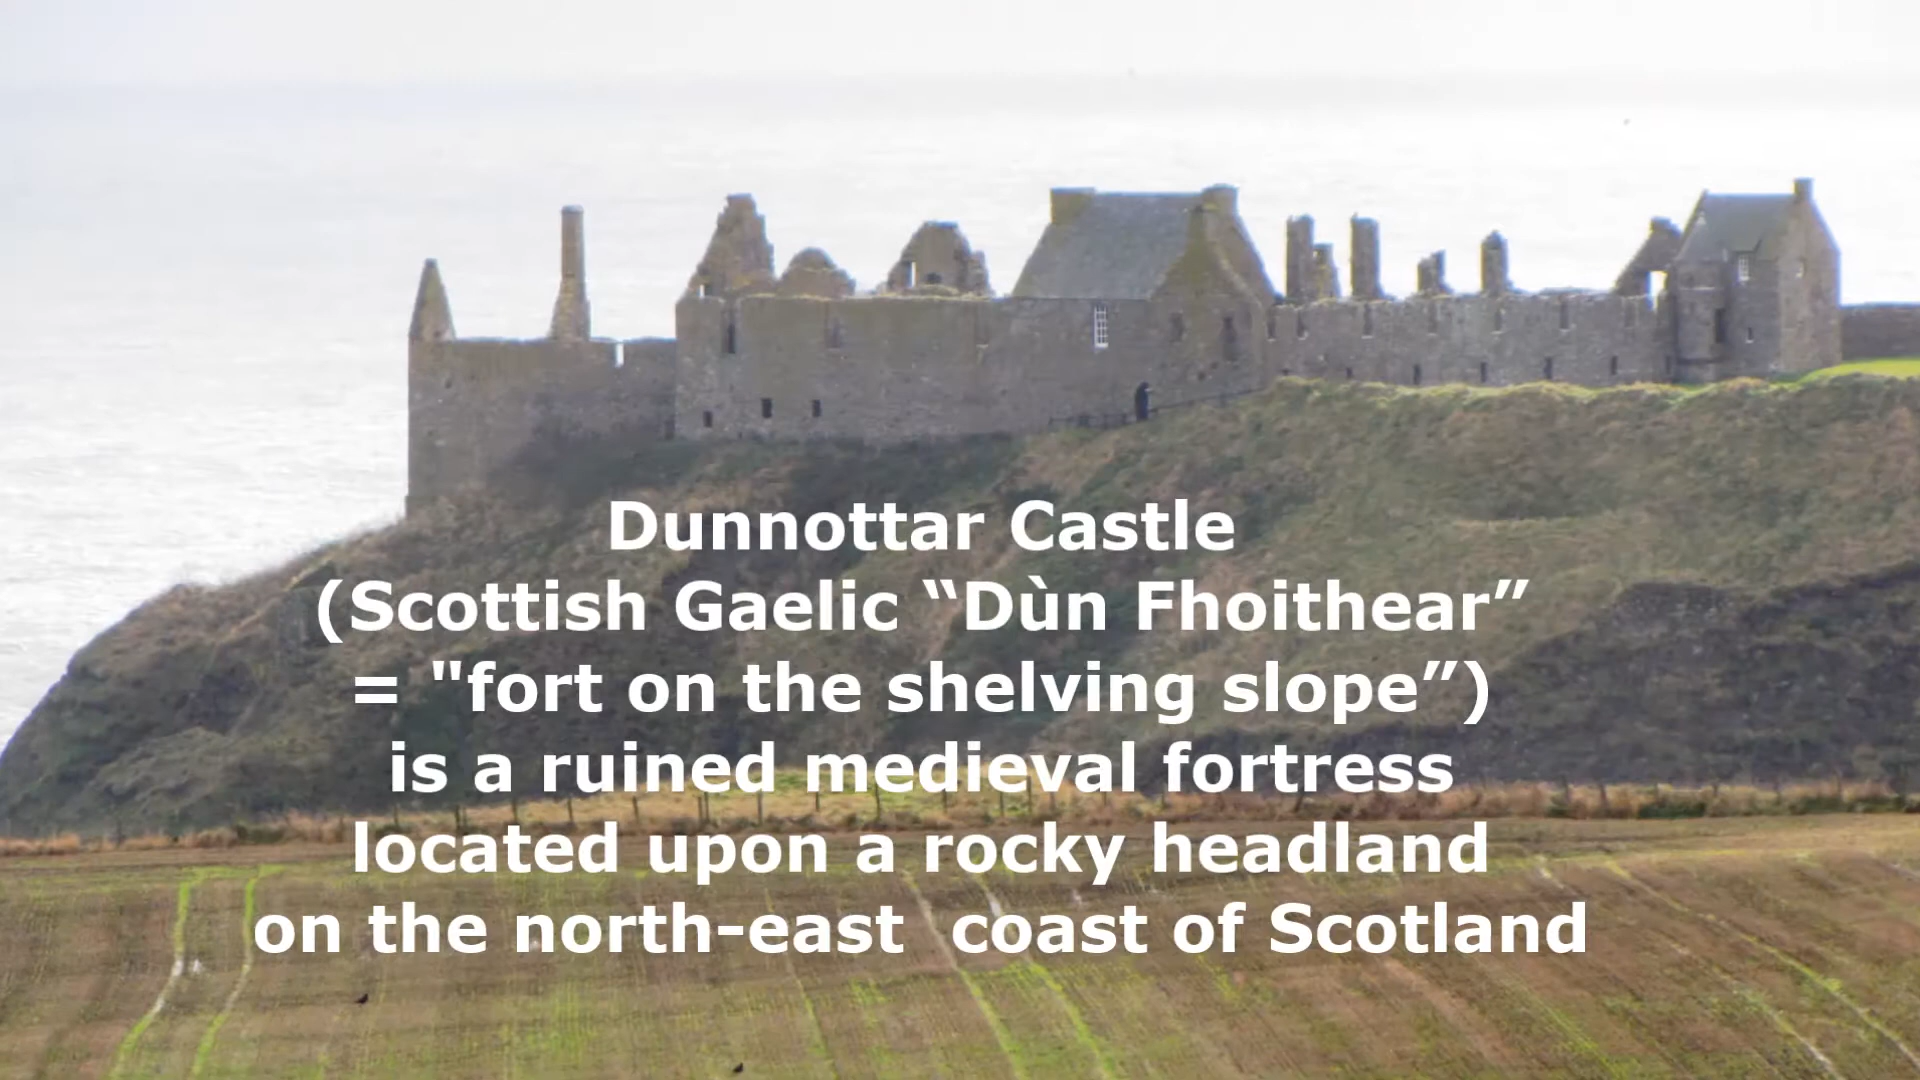 Dunnottar Castle
(Scottish Gaelic “Dùn Fhoithear”
= "fort on the shelving slope”)
is a ruined medieval fortress
located upon a rocky headland
on the north-east  coast of Scotland